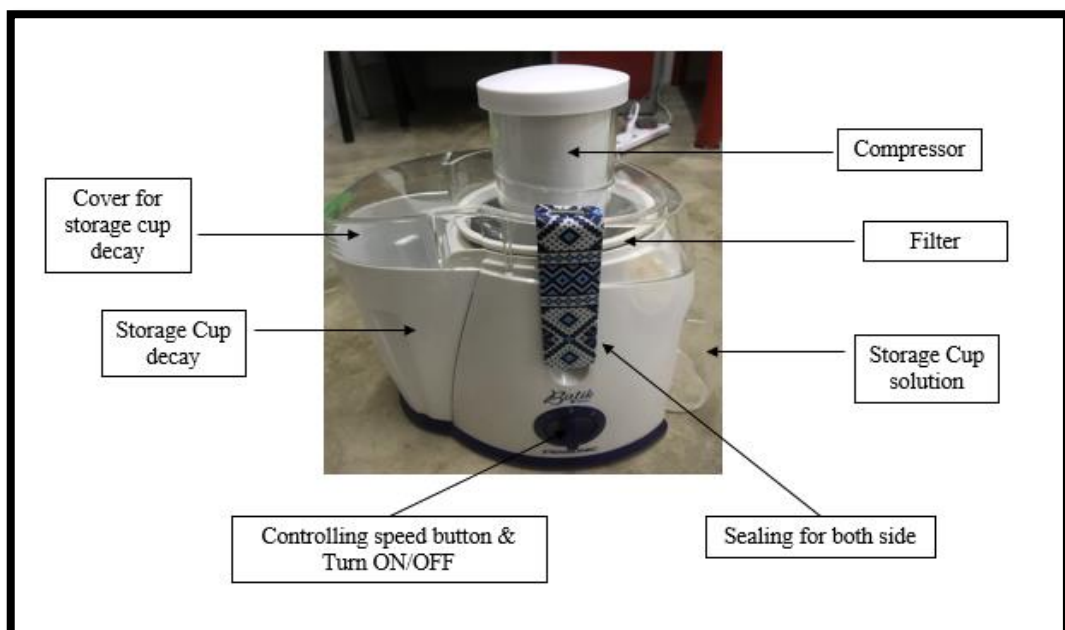 Compressor
Cover for
storage cup
decay
Filter
Storage Cup
decay
Storage Cup
solution
Batik
Controlling speed button &
Turn ON/OFF
Sealing for both side